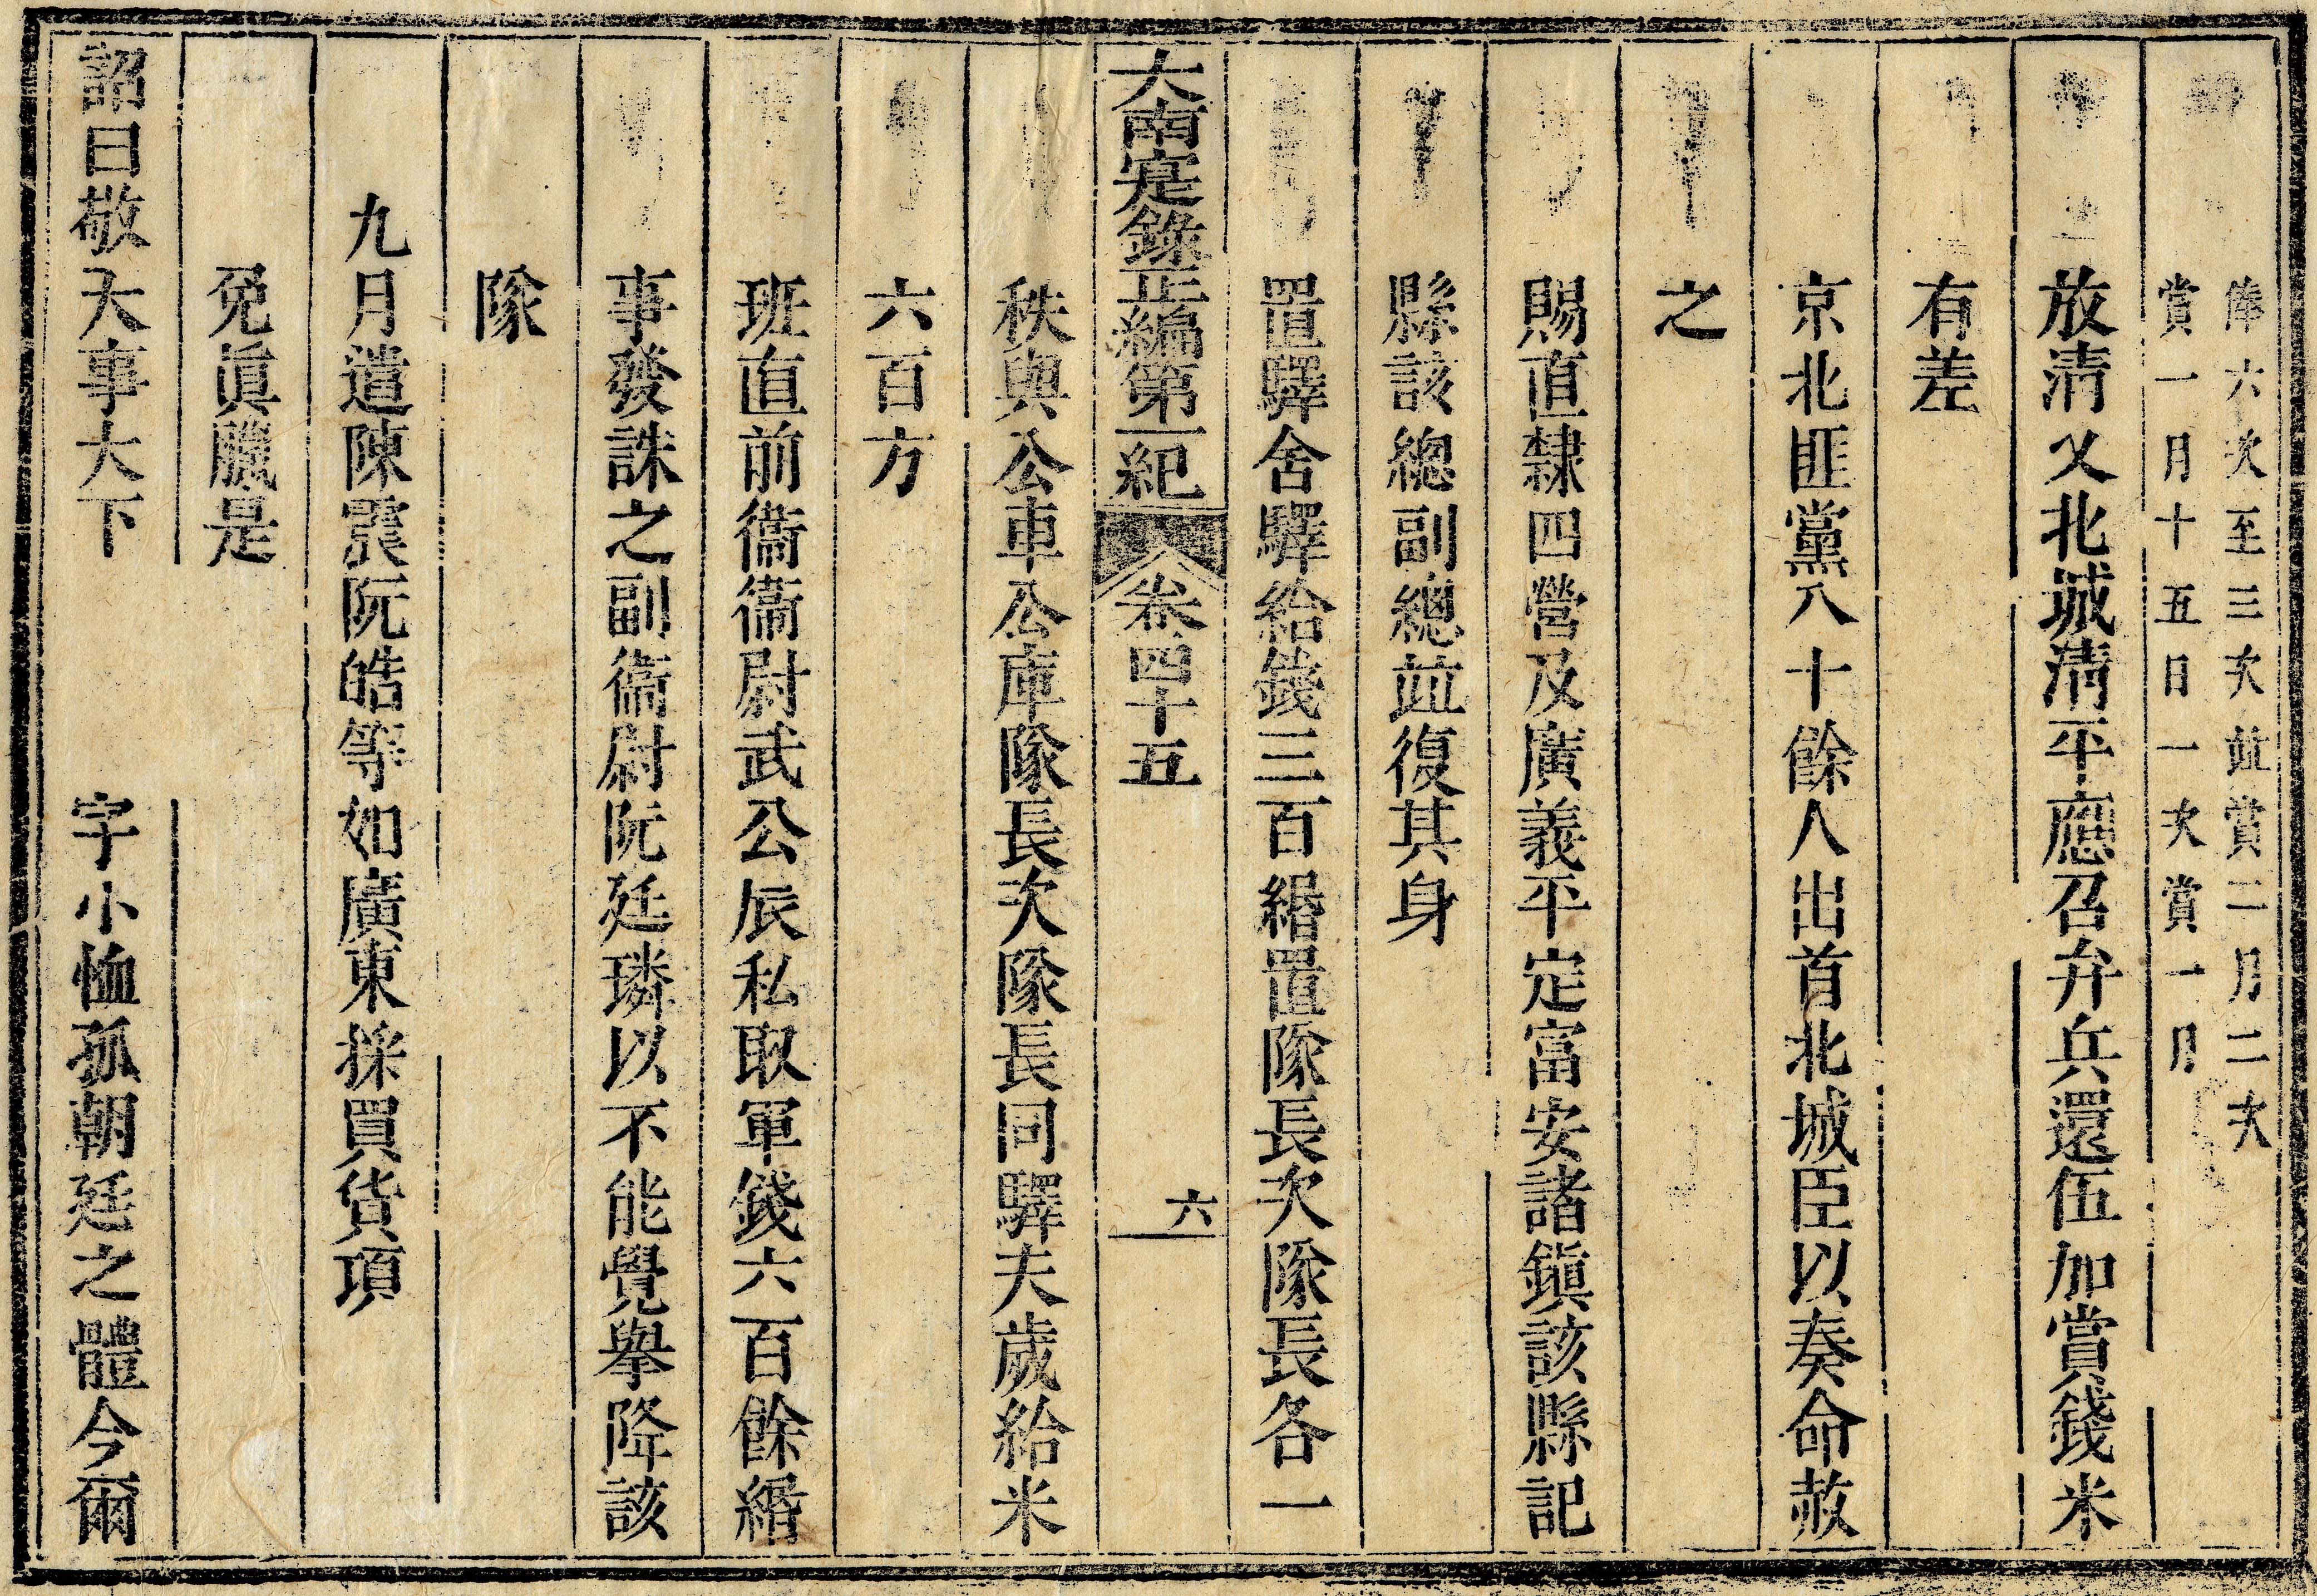 俸六次至三次竝賞二月二次
賞一月十五日一次賞一月
放清乂北城清平應召弁兵還伍加賞錢米
有差
京北匪黨八十餘人出首北城臣以奏命赦
之
賜直隸四營及廣義平定富安諸鎭該縣記
縣該總副總竝復其身
置驛舍驛給錢三百緡置隊長次隊長各一
大南寔錄正編第一紀 卷四十五 六
秩與公車公庫隊長次隊長同驛夫歲給米
六百方
班直前衞衞尉武公辰私取軍錢六百餘緡
事發誅之副衞尉阮廷璘以不能覺舉降該
隊
九月遣陳震阮皓等如廣東採買貨項
免眞臘是
詔曰敬天事大下 字小恤孤朝廷之體今爾